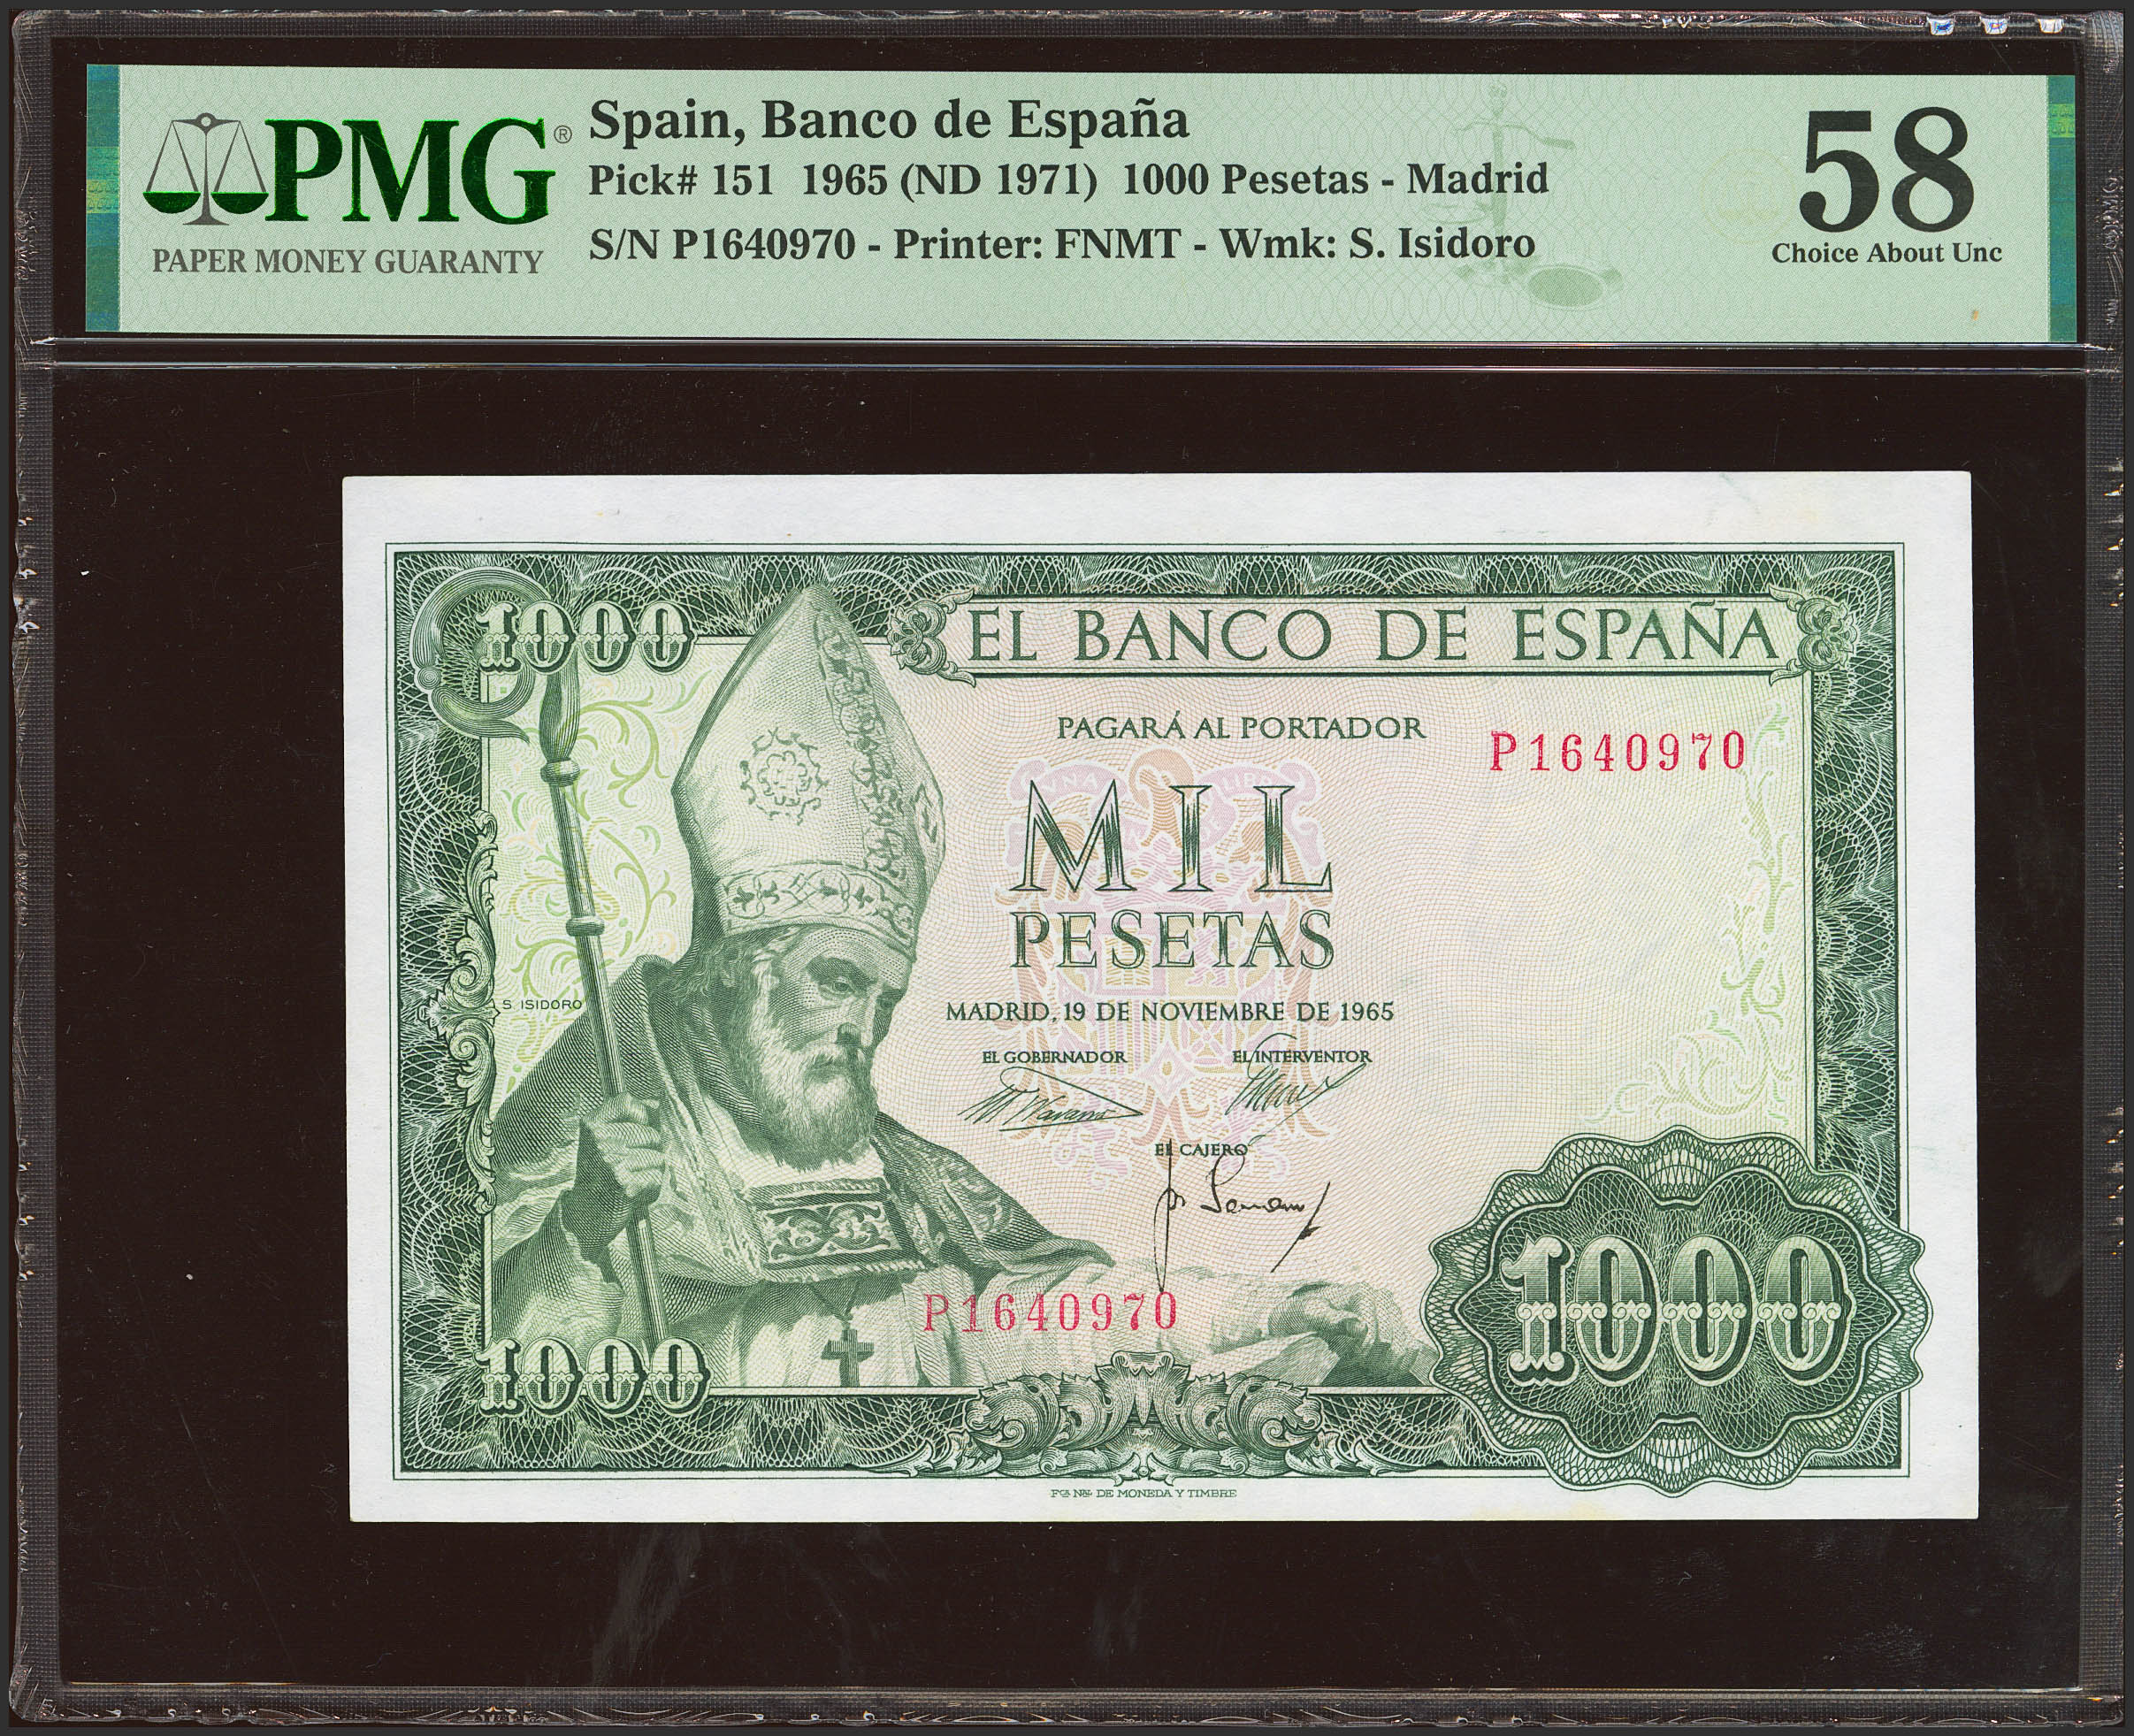 PMG®
PAPER MONEY GUARANTY
Spain, Banco de España
Pick# 151 1965 (ND 1971) 1000 Pesetas - Madrid
S/N P1640970 - Printer: FNMT - Wmk: S. Isidoro
58
Choice About Unc
1000
EL BANCO DE ESPAÑA
PAGARÁ AL PORTADOR
P1640970
MIL
PESETAS
S. ISIDORO
MADRID, 19 DE NOVIEMBRE DE 1965
EL GOBERNADOR
EL INTERVENTOR
EL CAJERO
P1640970
1000
1000
Fca. Nal. DE MONEDA Y TIMBRE